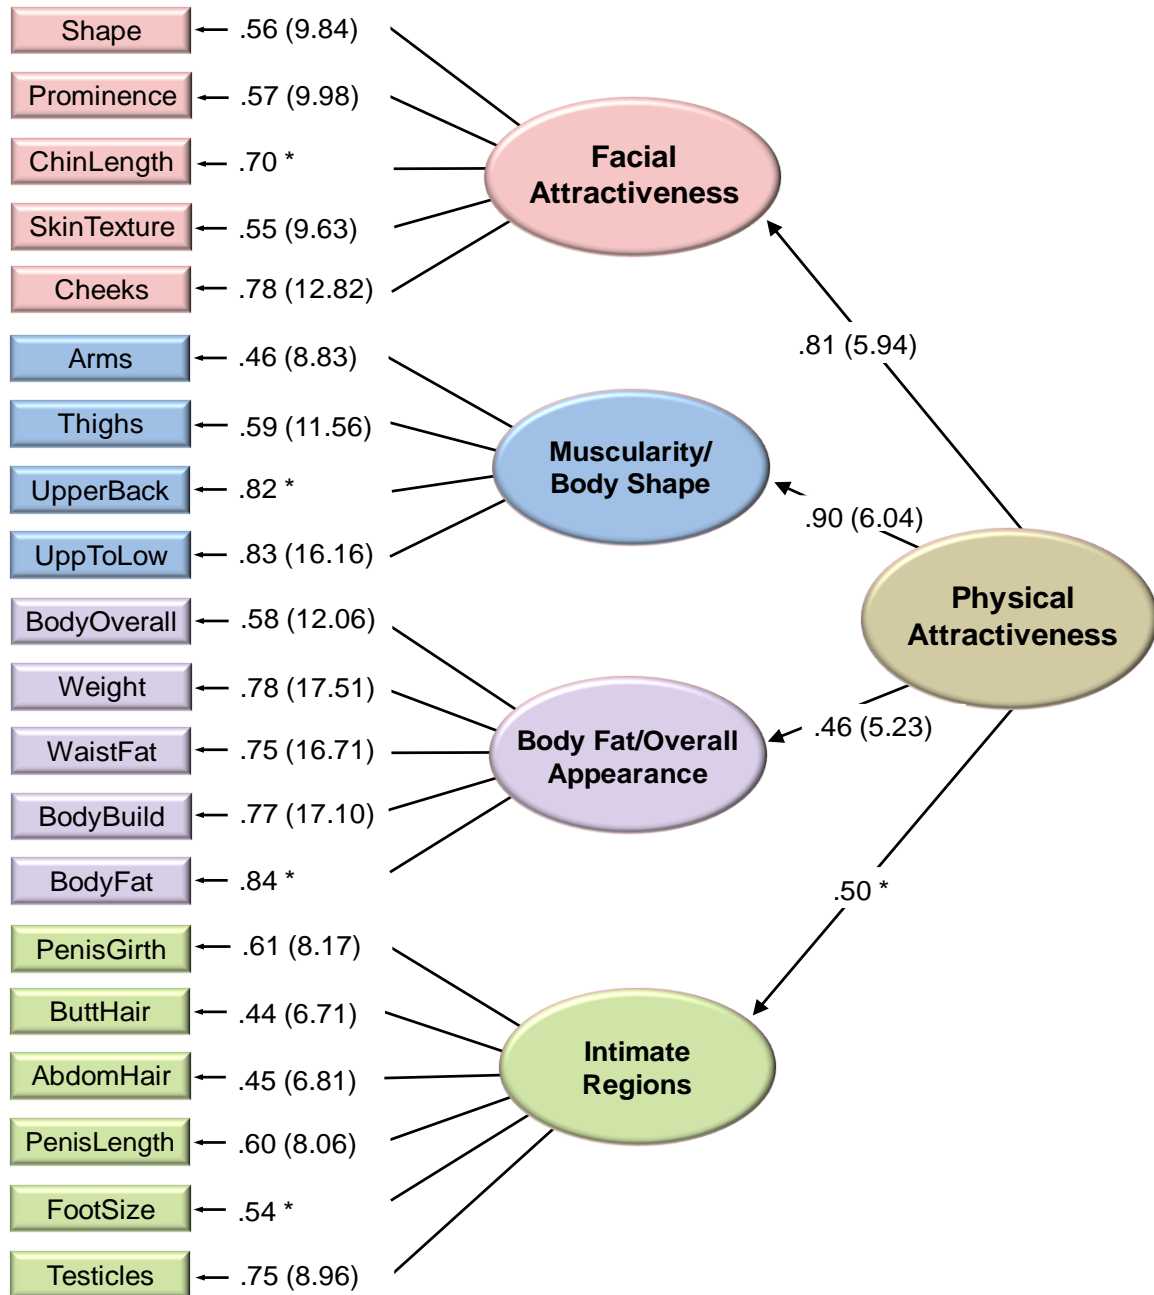 Shape .56 (9.84)
Prominence .57 (9.98)
ChinLength .70 *
SkinTexture .55 (9.63)
Cheeks .78 (12.82)
Facial
Attractiveness
.81 (5.94)
Arms .46 (8.83)
Thighs .59 (11.56)
UpperBack .82 *
UppToLow .83 (16.16)
Muscularity/
Body Shape
.90 (6.04)
Physical
Attractiveness
BodyOverall .58 (12.06)
Weight .78 (17.51)
WaistFat .75 (16.71)
BodyBuild .77 (17.10)
BodyFat .84 *
Body Fat/Overall
Appearance
.46 (5.23)
.50 *
PenisGirth .61 (8.17)
ButtHair .44 (6.71)
AbdomHair .45 (6.81)
PenisLength .60 (8.06)
FootSize .54 *
Testicles .75 (8.96)
Intimate
Regions